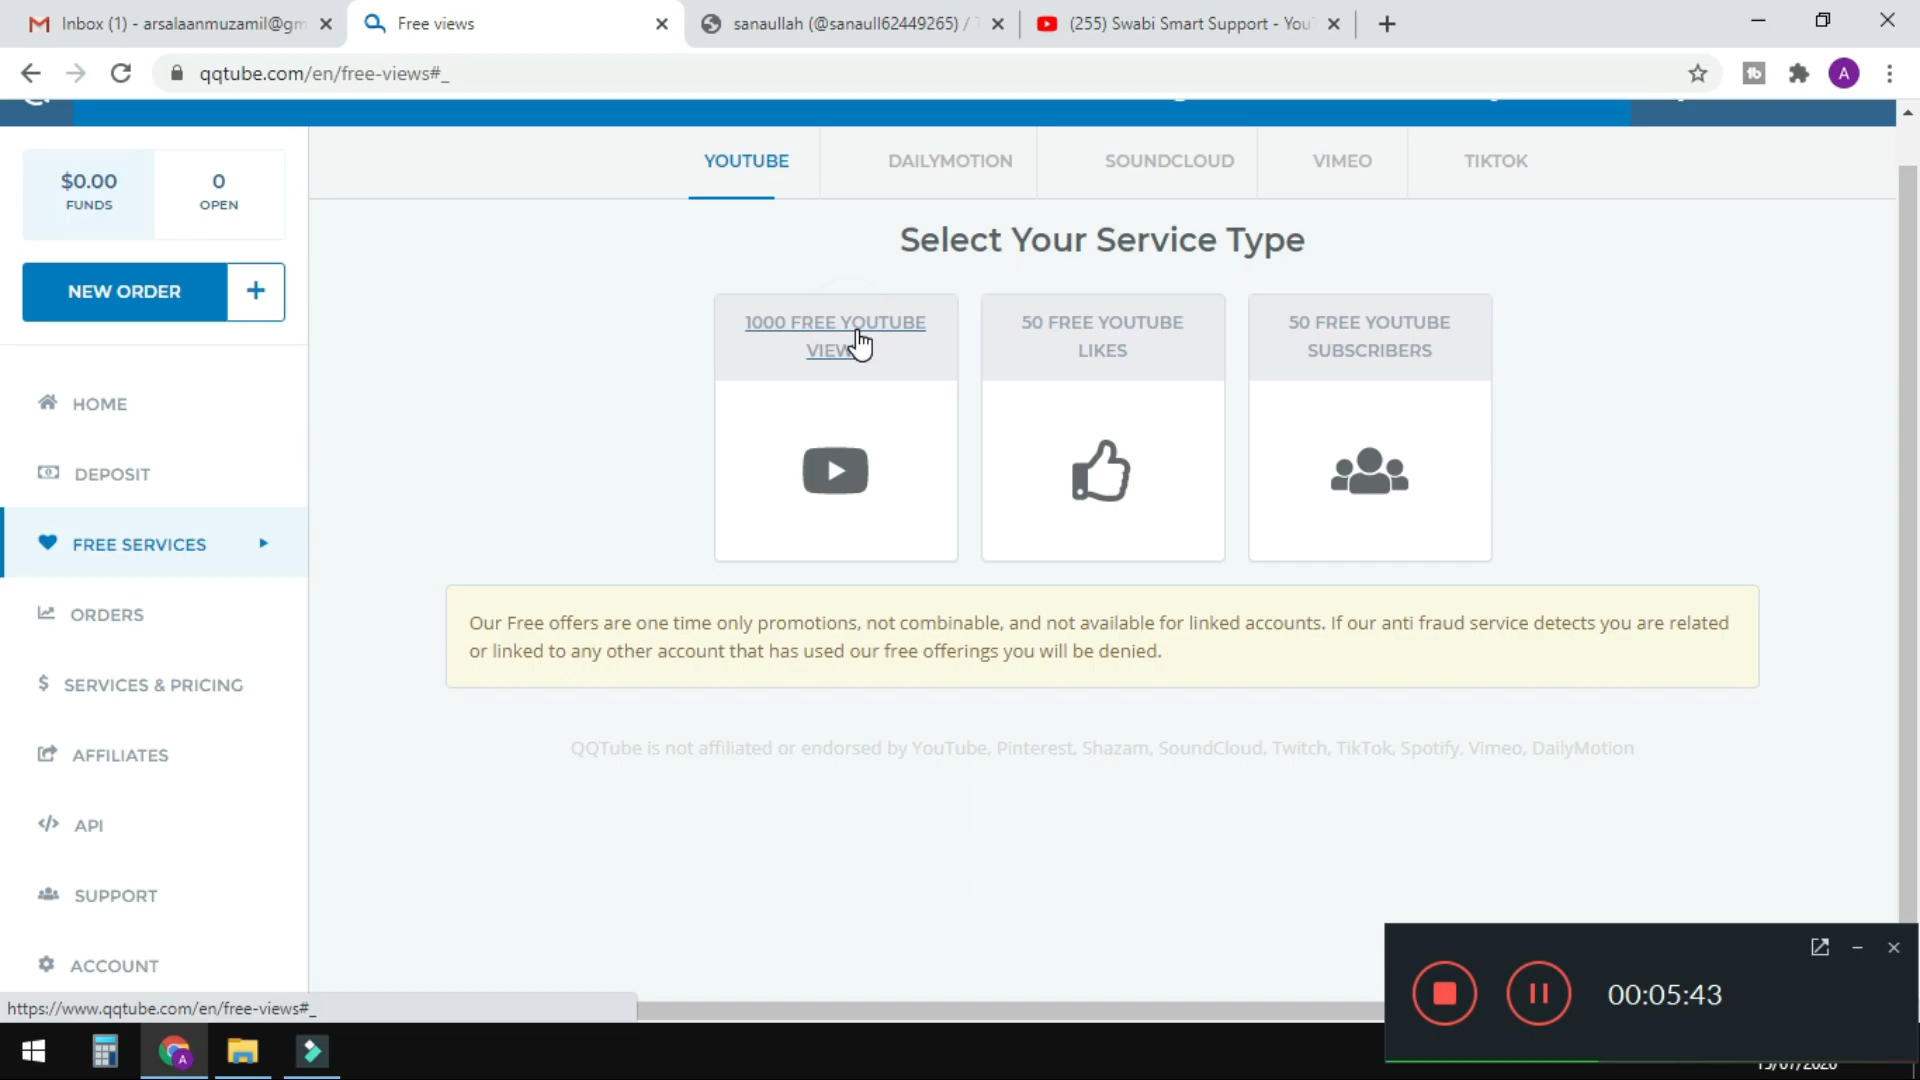 Inbox (1) - arsalaanmuzamil@gm
Free views
sanaullah (@sanaull62449265) /
(255) Swabi Smart Support - You
qqtube.com/en/free-views#_
A
$0.00
FUNDS
0
OPEN
NEW ORDER
+
HOME
DEPOSIT
FREE SERVICES
ORDERS
$ SERVICES & PRICING
AFFILIATES
</> API
SUPPORT
ACCOUNT
YOUTUBE
DAILYMOTION
SOUNDCLOUD
VIMEO
TIKTOK
Select Your Service Type
1000 FREE YOUTUBE
VIEW
50 FREE YOUTUBE
LIKES
50 FREE YOUTUBE
SUBSCRIBERS
Our Free offers are one time only promotions, not combinable, and not available for linked accounts. If our anti fraud service detects you are related
or linked to any other account that has used our free offerings you will be denied.
QQTube is not affiliated or endorsed by YouTube, Pinterest, Shazam, SoundCloud, Twitch, TikTok, Spotify, Vimeo, DailyMotion
https://www.qqtube.com/en/free-views#_
00:05:43
A